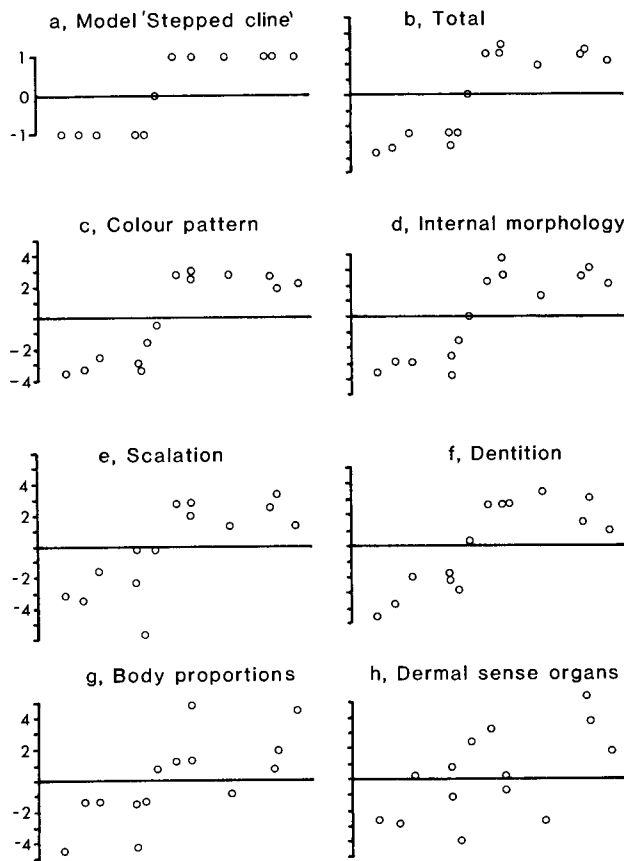 a, Model 'Stepped cline'
1
0
-1
b, Total
c, Colour pattern
4
2
-2
-4
d, Internal morphology
e, Scalation
4
2
-2
-4
f, Dentition
g, Body proportions
4
2
-2
-4
h, Dermal sense organs